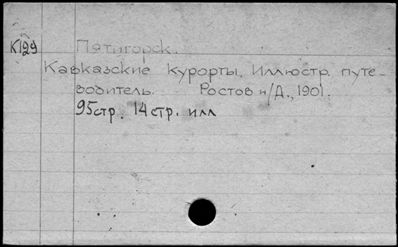 К129 Пятигорск.
Кавказские курорты. Иллюстр. путе-
водитель. Ростов н/Д., 1901.
95стр. 14стр. илл